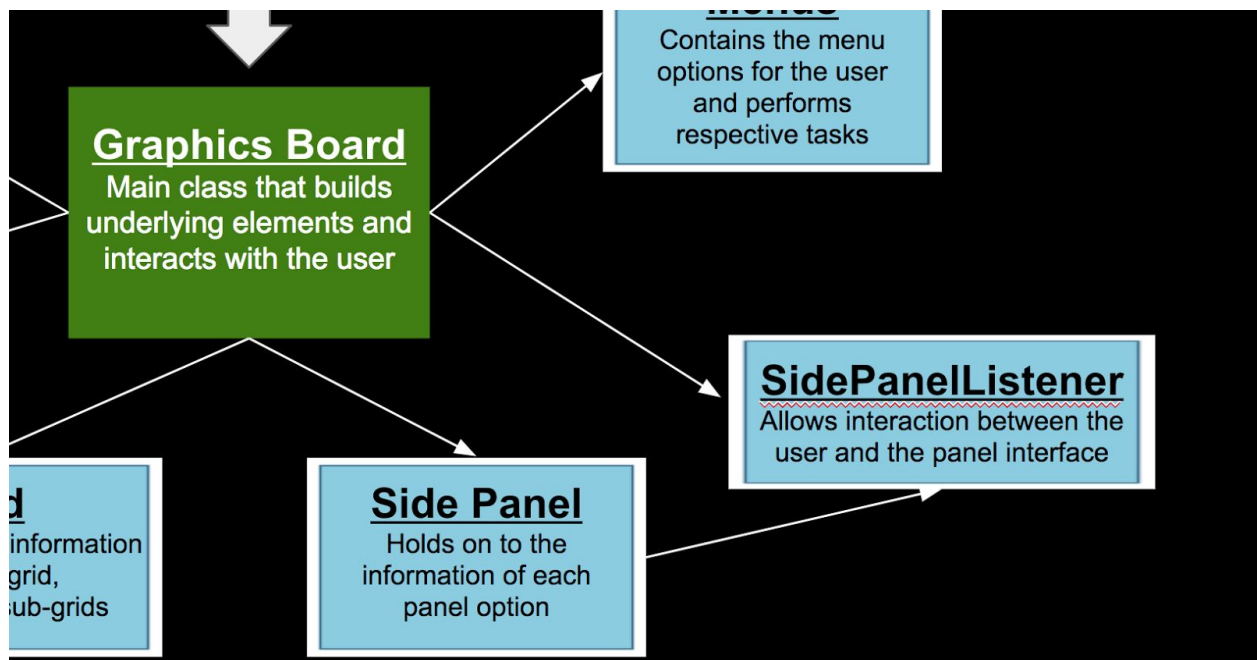 Menus
Contains the menu
options for the user
and performs
respective tasks
Graphics Board
Main class that builds
underlying elements and
interacts with the user
SidePanelListener
Allows interaction between the
user and the panel interface
d
information
grid,
sub-grids
Side Panel
Holds on to the
information of each
panel option